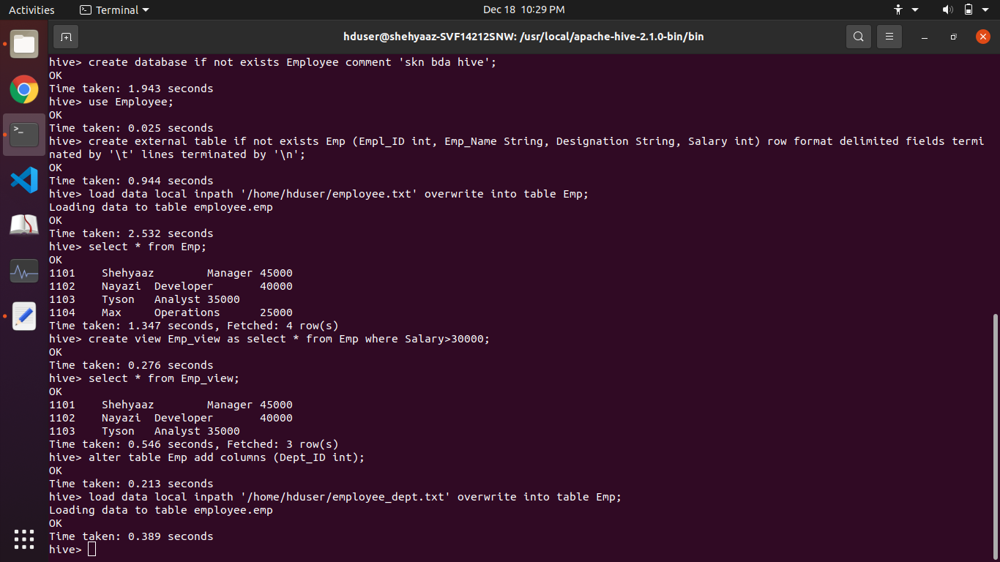 Activities Terminal Dec 18 10:29 PM
hduser@shehyaaz-SVF14212SNW: /usr/local/apache-hive-2.1.0-bin/bin
hive> create database if not exists Employee comment 'skn bda hive';
OK
Time taken: 1.943 seconds
hive> use Employee;
OK
Time taken: 0.025 seconds
hive> create external table if not exists Emp (Empl_ID int, Emp_Name String, Designation String, Salary int) row format delimited fields termi
nated by '\t' lines terminated by '\n';
OK
Time taken: 0.944 seconds
hive> load data local inpath '/home/hduser/employee.txt' overwrite into table Emp;
Loading data to table employee.emp
OK
Time taken: 2.532 seconds
hive> select * from Emp;
OK
1101    Shehyaaz        Manager 45000
1102    Nayazi  Developer       40000
1103    Tyson   Analyst 35000
1104    Max     Operations      25000
Time taken: 1.347 seconds, Fetched: 4 row(s)
hive> create view Emp_view as select * from Emp where Salary>30000;
OK
Time taken: 0.276 seconds
hive> select * from Emp_view;
OK
1101    Shehyaaz        Manager 45000
1102    Nayazi  Developer       40000
1103    Tyson   Analyst 35000
Time taken: 0.546 seconds, Fetched: 3 row(s)
hive> alter table Emp add columns (Dept_ID int);
OK
Time taken: 0.213 seconds
hive> load data local inpath '/home/hduser/employee_dept.txt' overwrite into table Emp;
Loading data to table employee.emp
OK
Time taken: 0.389 seconds
hive>